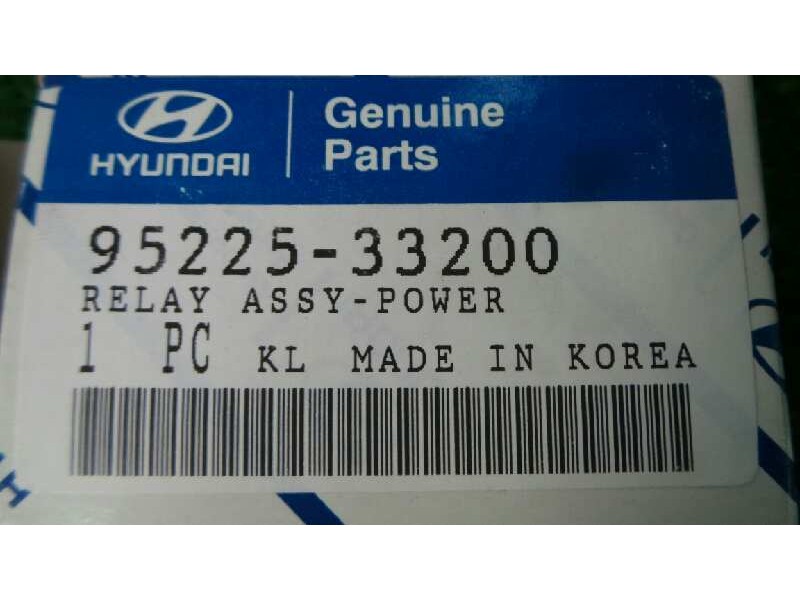 HYUNDAI
Genuine
Parts
95225-33200
RELAY ASSY-POWER
1 PC KL MADE IN KOREA